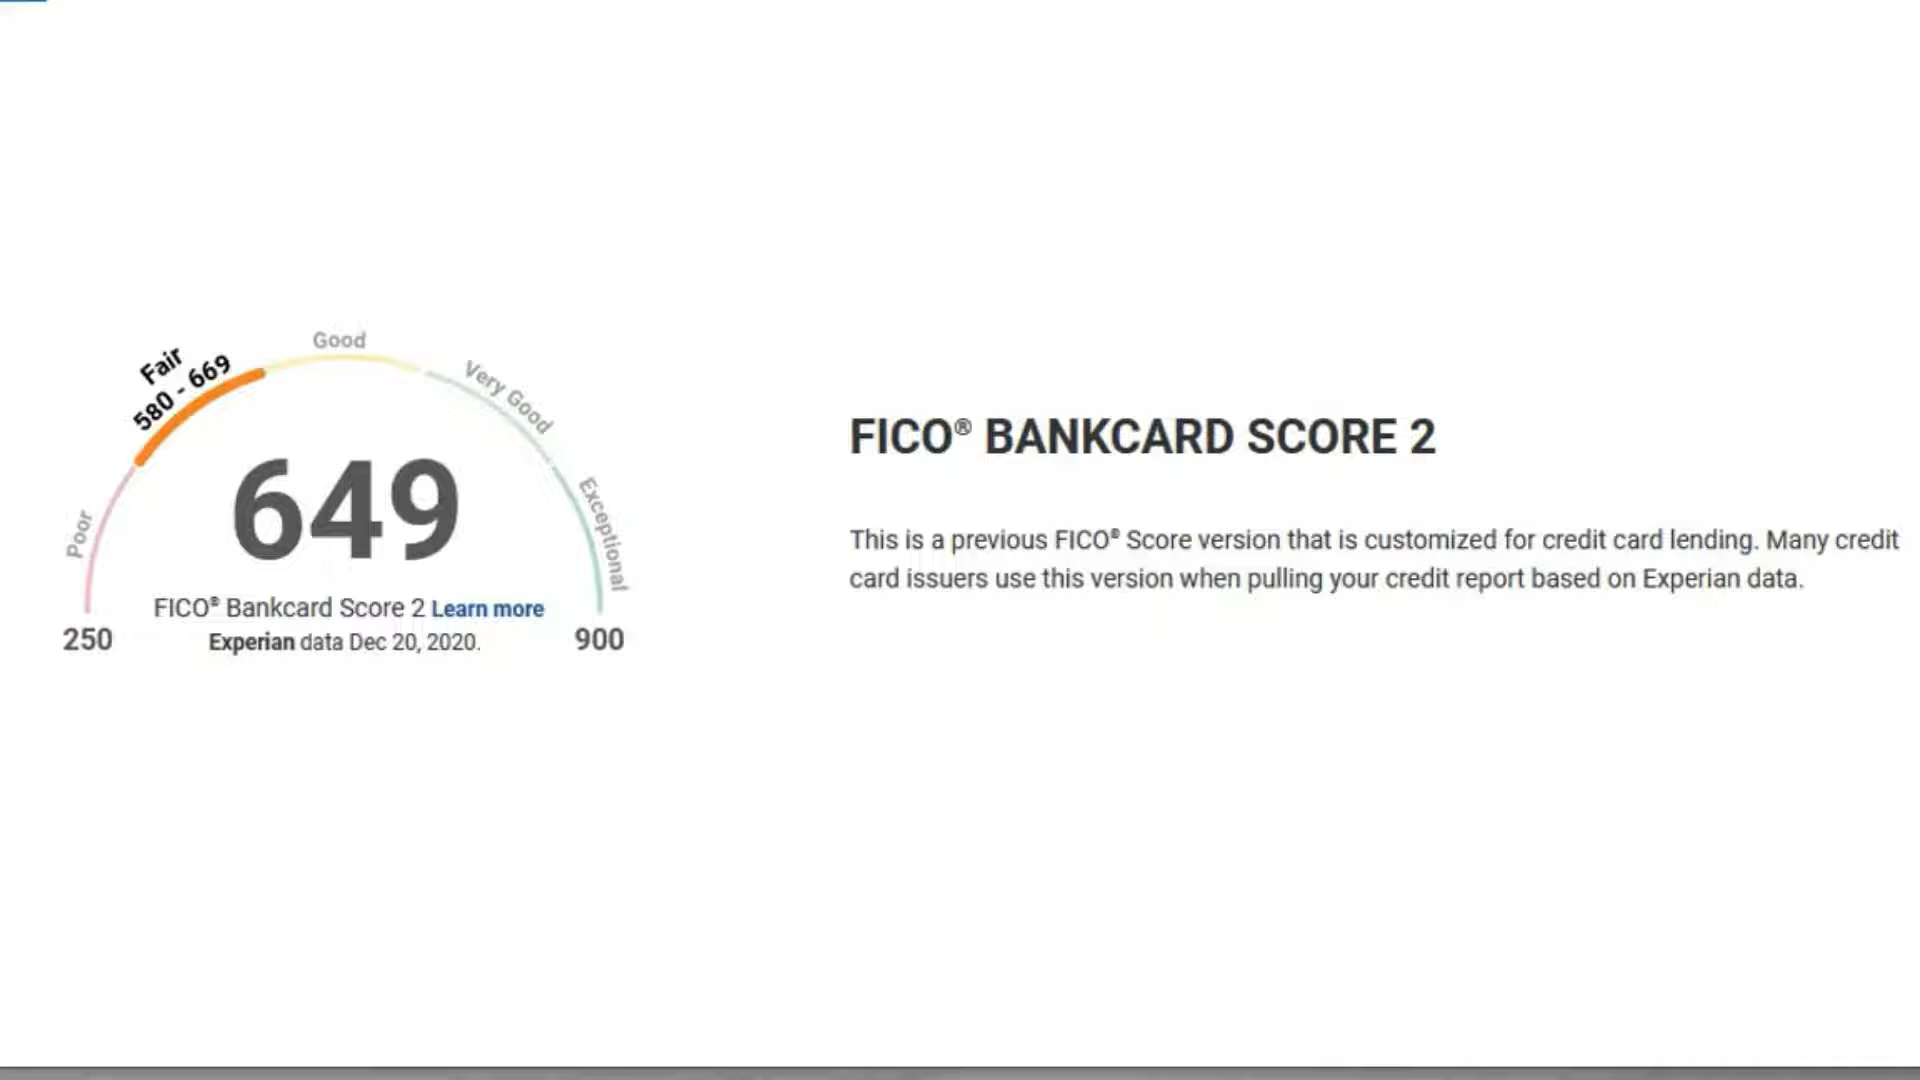 Good
Fair
580 - 669
Very Good
Poor
Exceptional
649
FICO® Bankcard Score 2 Learn more
250
Experian data Dec 20, 2020.
900
FICO® BANKCARD SCORE 2
This is a previous FICO® Score version that is customized for credit card lending. Many credit
card issuers use this version when pulling your credit report based on Experian data.